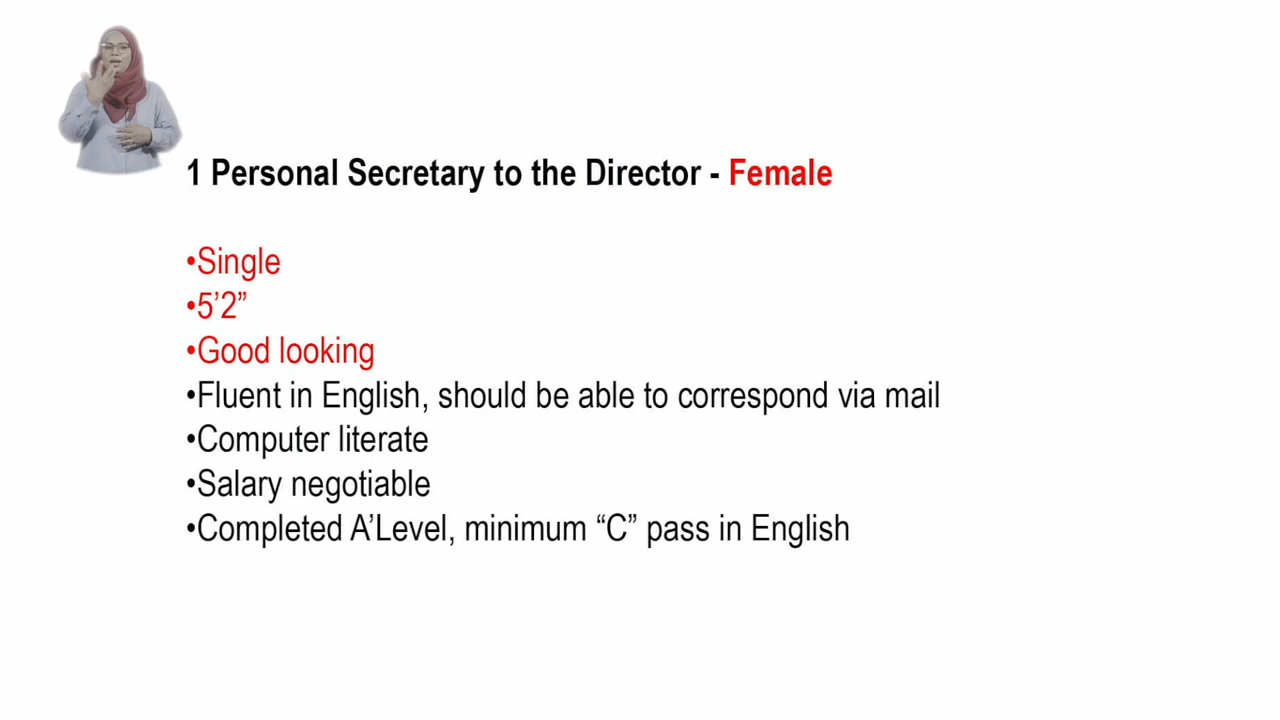 1 Personal Secretary to the Director - Female
•Single
•5’2”
•Good looking
•Fluent in English, should be able to correspond via mail
•Computer literate
•Salary negotiable
•Completed A’Level, minimum “C” pass in English